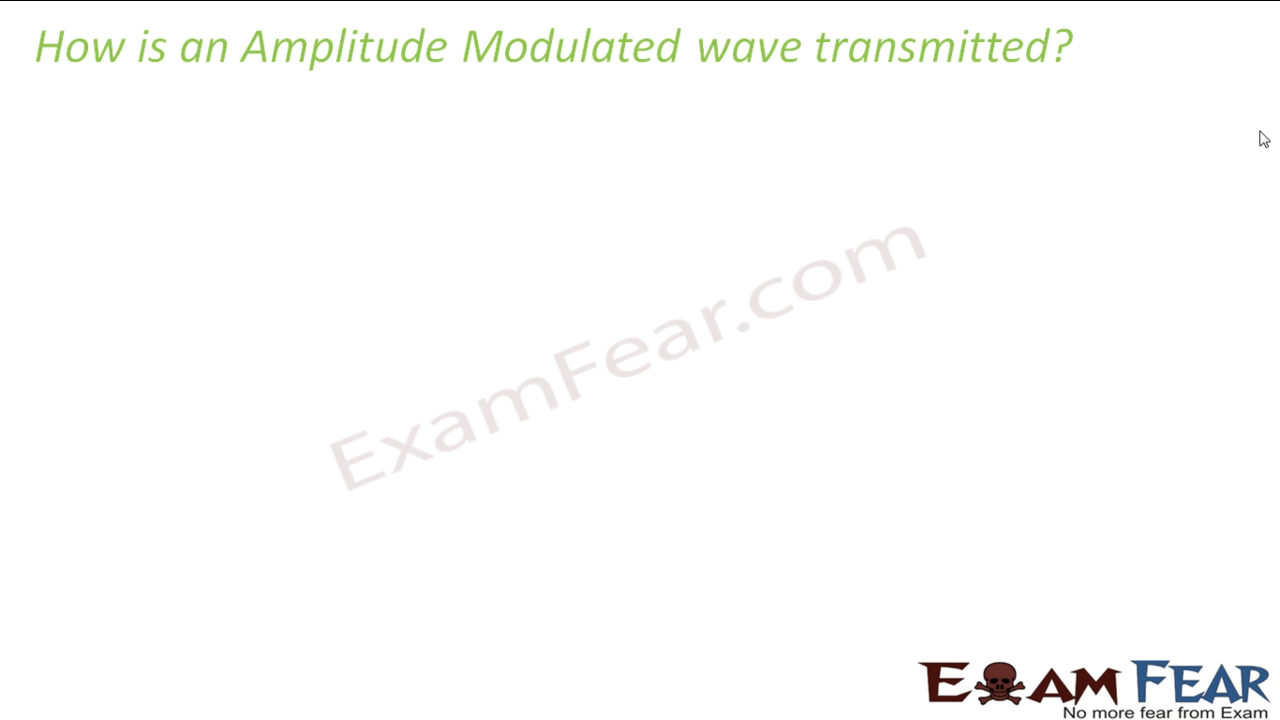 How is an Amplitude Modulated wave transmitted?
ExamFear.com
EXAM FEAR
No more fear from Exam